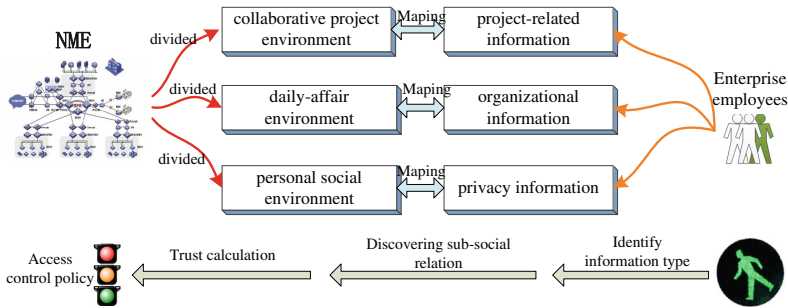 NME
divided
divided
divided
collaborative project
environment
Maping
project-related
information
daily-affair
environment
Maping
organizational
information
personal social
environment
Maping
privacy information
Enterprise
employees
Access
control policy
Trust calculation
Discovering sub-social
relation
Identify
information type